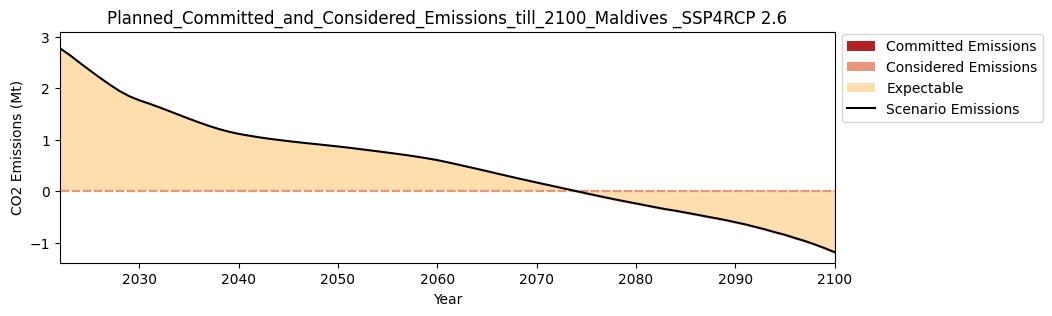 Planned_Committed_and_Considered_Emissions_till_2100_Maldives _SSP4RCP 2.6
Committed Emissions
Considered Emissions
Expectable
Scenario Emissions
CO2 Emissions (Mt)
3
2
1
0
−1
2030 2040 2050 2060 2070 2080 2090 2100
Year